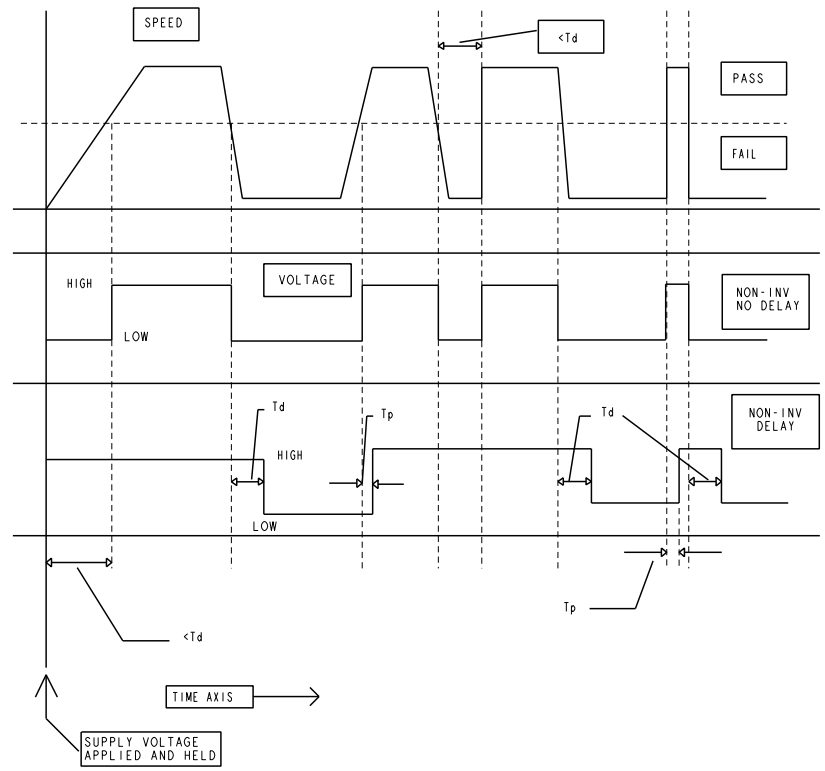 SPEED
<Td
PASS
FAIL
HIGH
VOLTAGE
NON-INV
NO DELAY
LOW
Td
Tp
Td
NON-INV
DELAY
HIGH
LOW
Tp
<Td
TIME AXIS
SUPPLY VOLTAGE
APPLIED AND HELD